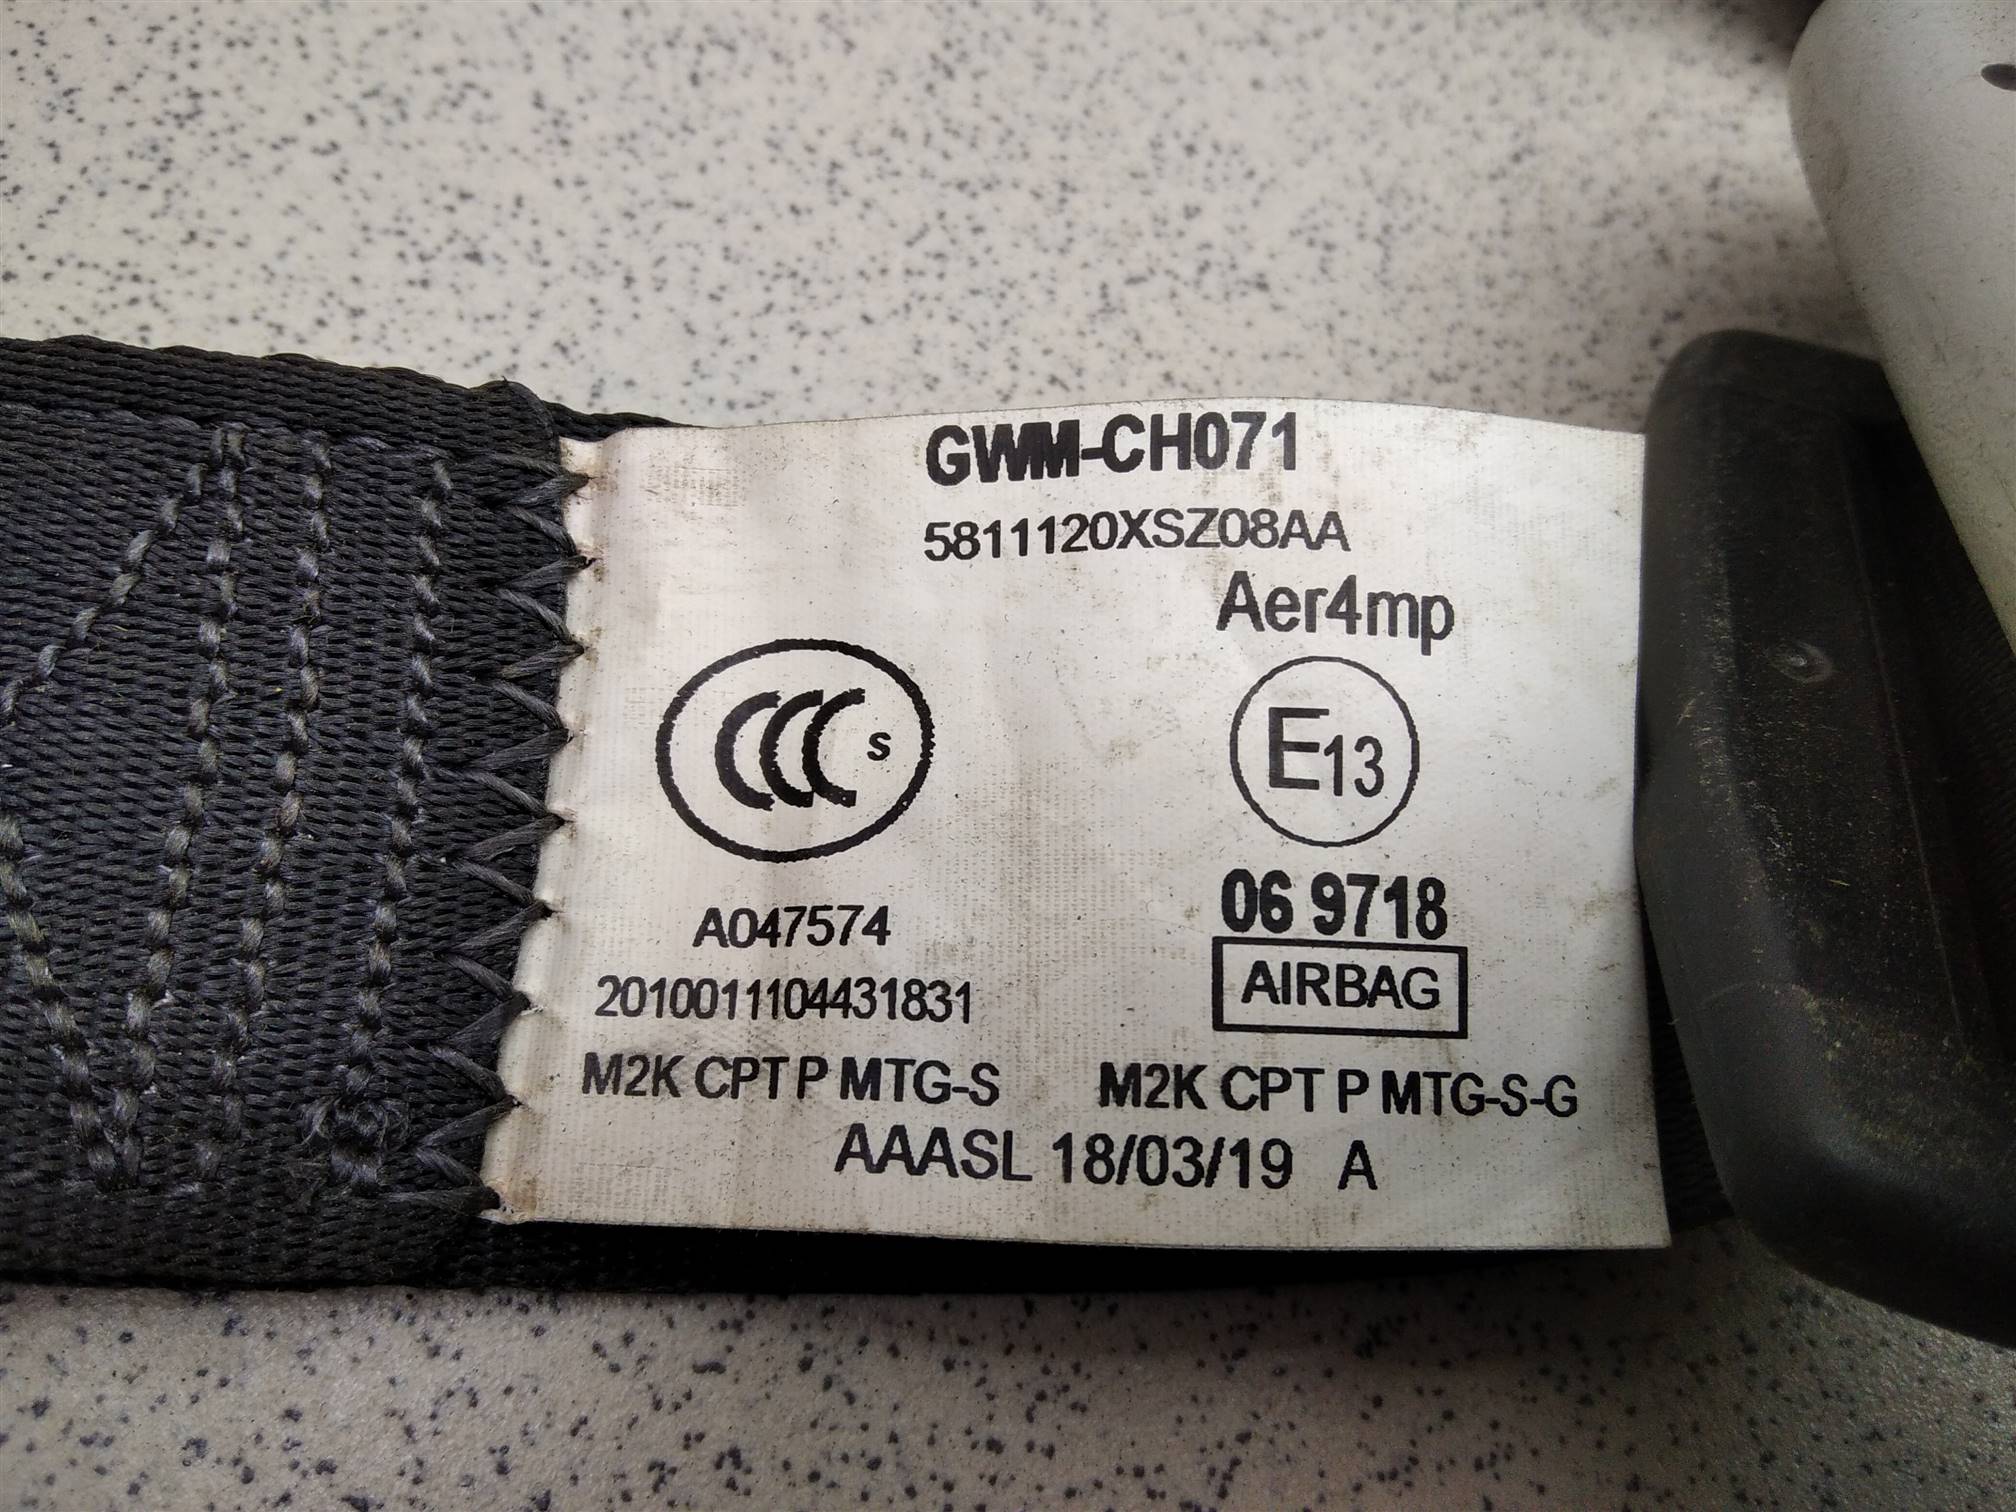 GWM-CH071
5811120XSZ08AA
Aer4mp
CCC S
E13
A047574
06 9718
2010011104431831
AIRBAG
M2K CPT P MTG-S M2K CPT P MTG-S-G
AAASL 18/03/19 A